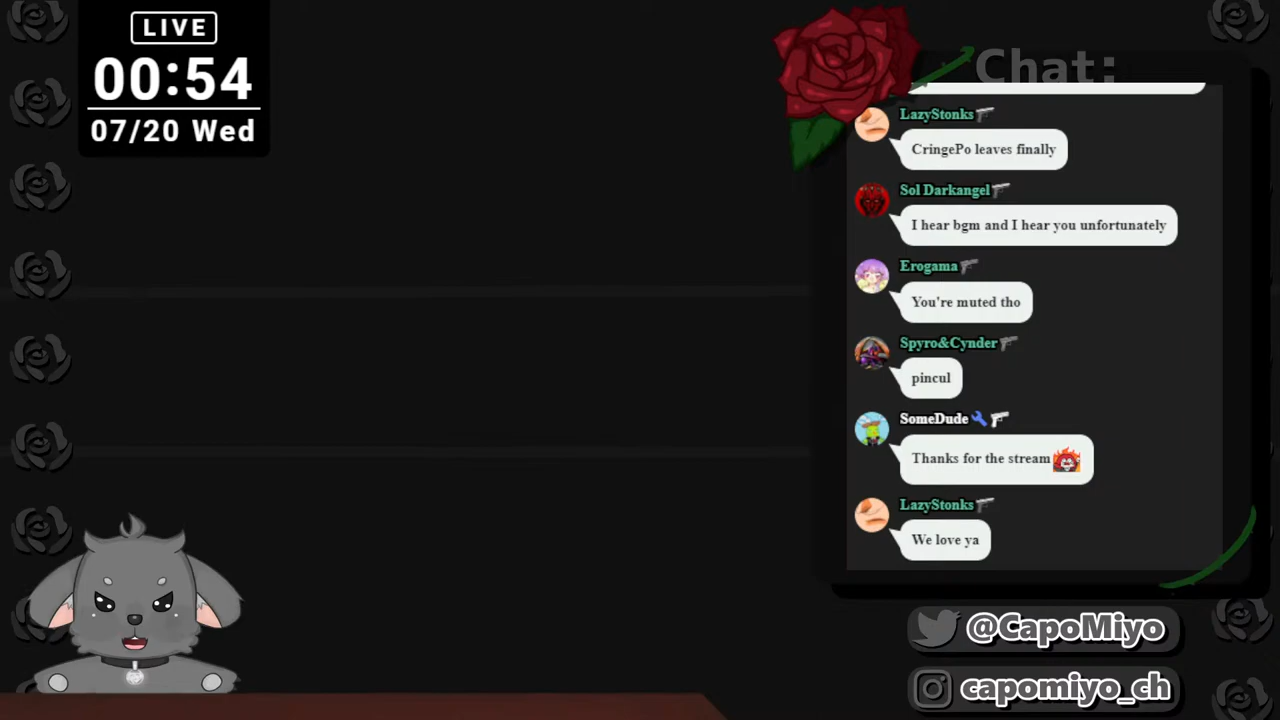 LIVE
00:54
07/20 Wed
Chat:
LazyStonks
CringePo leaves finally
Sol Darkangel
I hear bgm and I hear you unfortunately
Erogama
You're muted tho
Spyro&Cynder
pincul
SomeDude
Thanks for the stream
LazyStonks
We love ya
@CapoMiyo
capomiyo_ch